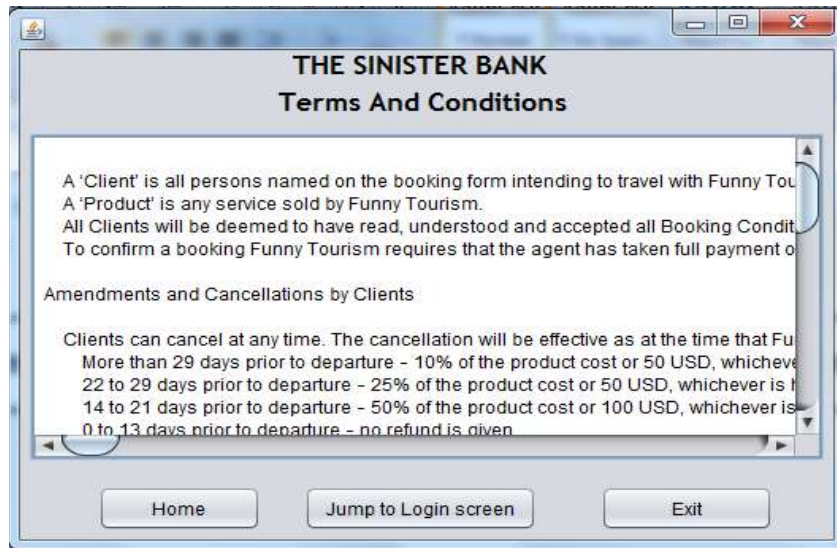 THE SINISTER BANK
Terms And Conditions
A ‘Client’ is all persons named on the booking form intending to travel with Funny Tou
A ‘Product’ is any service sold by Funny Tourism.
All Clients will be deemed to have read, understood and accepted all Booking Condit
To confirm a booking Funny Tourism requires that the agent has taken full payment o
Amendments and Cancellations by Clients
Clients can cancel at any time. The cancellation will be effective as at the time that Fu
More than 29 days prior to departure - 10% of the product cost or 50 USD, whicheve
22 to 29 days prior to departure - 25% of the product cost or 50 USD, whichever is h
14 to 21 days prior to departure - 50% of the product cost or 100 USD, whichever is
0 to 13 days prior to departure - no refund is given
Home
Jump to Login screen
Exit